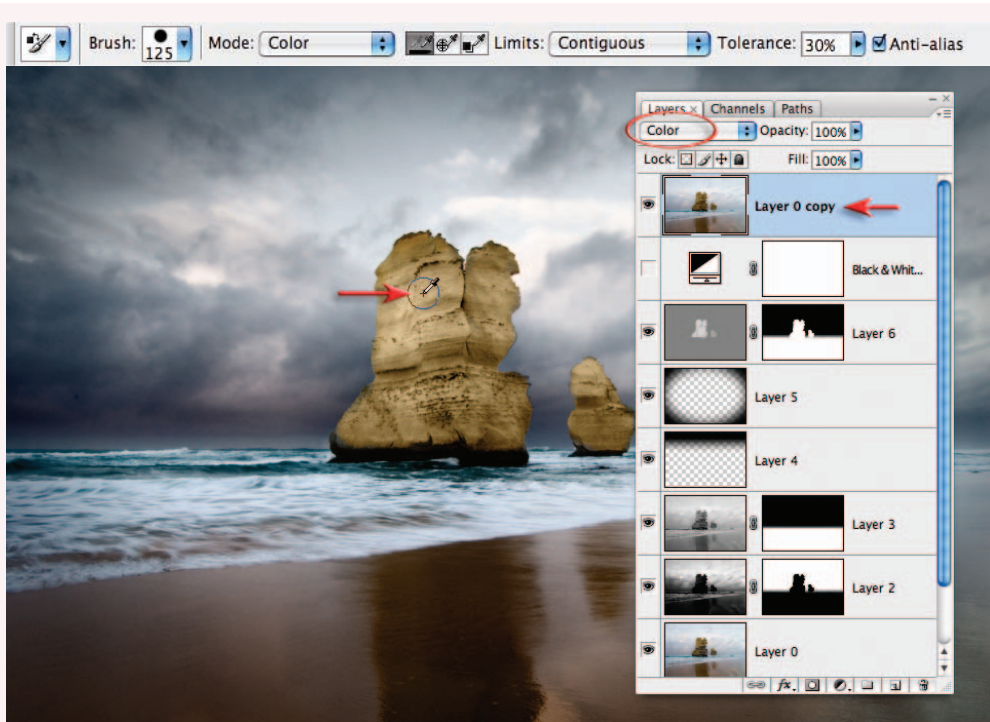 Brush: 125 Mode: Color Limits: Contiguous Tolerance: 30% Anti-alias
Layers × Channels Paths
Color Opacity: 100%
Lock: Fill: 100%
Layer 0 copy
Black & Whit...
Layer 6
Layer 5
Layer 4
Layer 3
Layer 2
Layer 0
fx.